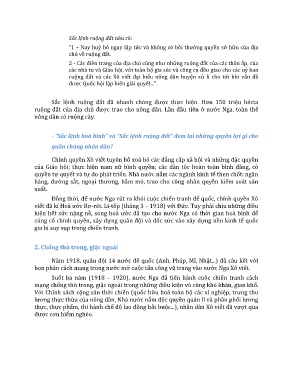 Sắc lệnh ruộng đất nêu rõ:
"1 – Nay huỷ bỏ ngay lập tức và không có bồi thường quyền sở hữu của địa
chủ về ruộng đất.
2 - Các điền trang của địa chủ cũng như những ruộng đất của các thân ấp, của
các nhà tu và Giáo hội, với toàn bộ gia súc và công cụ đều giao cho các uỷ ban
ruộng đất và các Xô viết đại biểu nông dân huyện xử lí cho tới khi vấn đề
được Quốc hội lập hiến giải quyết...".
Sắc lệnh ruộng đất đã nhanh chóng được thực hiện. Hơn 150 triệu hécta
ruộng đất của địa chủ được trao cho nông dân. Lần đầu tiên ở nước Nga, toàn thể
nông dân có ruộng cày.
- "Sắc lệnh hoà bình" và "Sắc lệnh ruộng đất" đem lại những quyền lợi gì cho
quần chúng nhân dân?
Chính quyền Xô viết tuyên bố xoá bỏ các đẳng cấp xã hội và những đặc quyền
của Giáo hội; thực hiện nam nữ bình quyền, các dân tộc hoàn toàn bình đẳng, có
quyền tự quyết và tự do phát triển. Nhà nước nắm các ngành kinh tế then chốt: ngân
hàng, đường sắt, ngoại thương, hầm mỏ, trao cho công nhân quyền kiểm soát sản
xuất.
Đồng thời, để nước Nga rút ra khỏi cuộc chiến tranh đế quốc, chính quyền Xô
viết đã kí Hoà ước Bơ-rét Li-tốp (tháng 3 – 1918) với Đức. Tuy phải chịu những điều
kiện hết sức nặng nề, song hoà ước đã tạo cho nước Nga có thời gian hoà bình để
củng cố chính quyền, xây dựng quân đội và dốc sức vào xây dựng nền kinh tế quốc
gia bị suy sụp trong chiến tranh.
2. Chống thù trong, giặc ngoài
Năm 1918, quân đội 14 nước đế quốc (Anh, Pháp, Mĩ, Nhật...) đã câu kết với
bọn phản cách mạng trong nước mở cuộc tấn công vũ trang vào nước Nga Xô viết.
Suốt ba năm (1918 – 1920), nước Nga đã tiến hành cuộc chiến tranh cách
mạng chống thù trong, giặc ngoài trong những điều kiện vô cùng khó khăn, gian khổ.
Với Chính sách cộng sản thời chiến (quốc hữu hoá toàn bộ các xí nghiệp, trưng thu
lương thực thừa của nông dân, Nhà nước nắm độc quyền quản lí và phân phối lương
thực, thực phẩm, thi hành chế độ lao động bắt buộc...), nhân dân Xô viết đã vượt qua
được cơn hiểm nghèo.